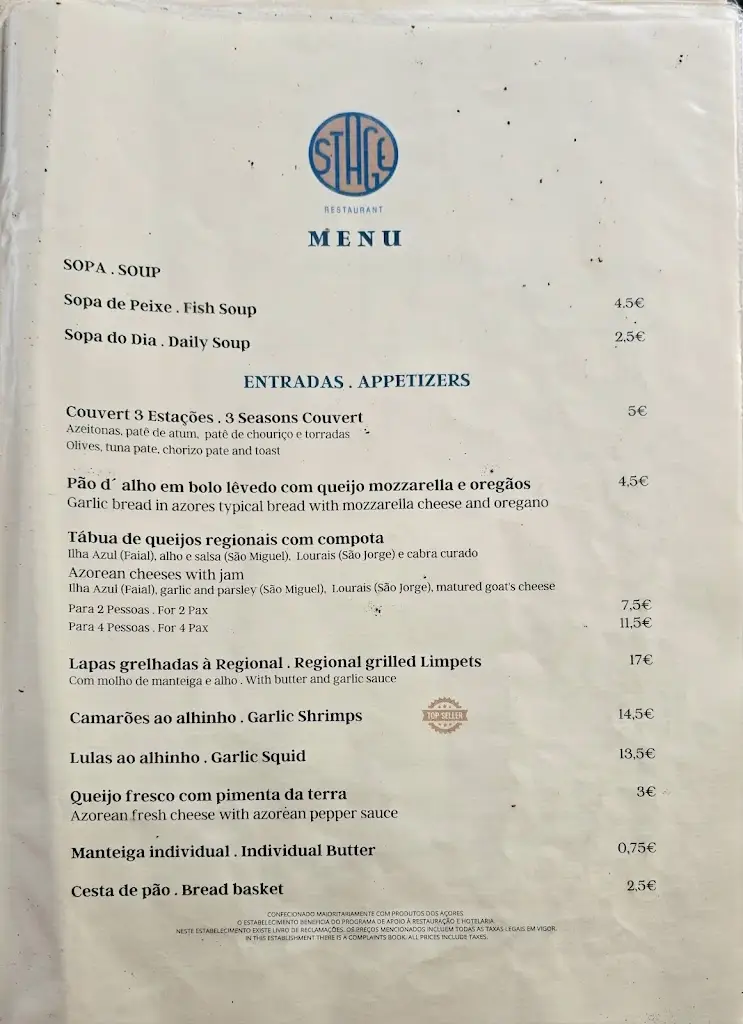 STAGE
RESTAURANT
MENU
SOPA . SOUP
Sopa de Peixe . Fish Soup 4,5€
Sopa do Dia . Daily Soup 2,5€
ENTRADAS . APPETIZERS
Couvert 3 Estações . 3 Seasons Couvert 5€
Azeitonas, patê de atum, patê de chouriço e torradas
Olives, tuna pate, chorizo pate and toast
Pão d´ alho em bolo lêvedo com queijo mozzarella e oregãos 4,5€
Garlic bread in azores typical bread with mozzarella cheese and oregano
Tábua de queijos regionais com compota
Ilha Azul (Faial), alho e salsa (São Miguel), Lourais (São Jorge) e cabra curado
Azorean cheeses with jam
Ilha Azul (Faial), garlic and parsley (São Miguel), Lourais (São Jorge), matured goat's cheese
Para 2 Pessoas . For 2 Pax 7,5€
Para 4 Pessoas . For 4 Pax 11,5€
Lapas grelhadas à Regional . Regional grilled Limpets 17€
Com molho de manteiga e alho . With butter and garlic sauce
Camarões ao alhinho . Garlic Shrimps TOP SELLER 14,5€
Lulas ao alhinho . Garlic Squid 13,5€
Queijo fresco com pimenta da terra 3€
Azorean fresh cheese with azorean pepper sauce
Manteiga individual . Individual Butter 0,75€
Cesta de pão . Bread basket 2,5€
CONFECIONADO MAIORITARIAMENTE COM PRODUTOS DOS AÇORES
O ESTABELECIMENTO BENEFICIA DO PROGRAMA DE APOIO À RESTAURAÇÃO E HOTELARIA
NESTE ESTABELECIMENTO EXISTE LIVRO DE RECLAMAÇÕES. OS PREÇOS MENCIONADOS INCLUEM TODAS AS TAXAS LEGAIS EM VIGOR.
IN THIS ESTABLISHMENT THERE IS A COMPLAINTS BOOK. ALL PRICES INCLUDE TAXES.